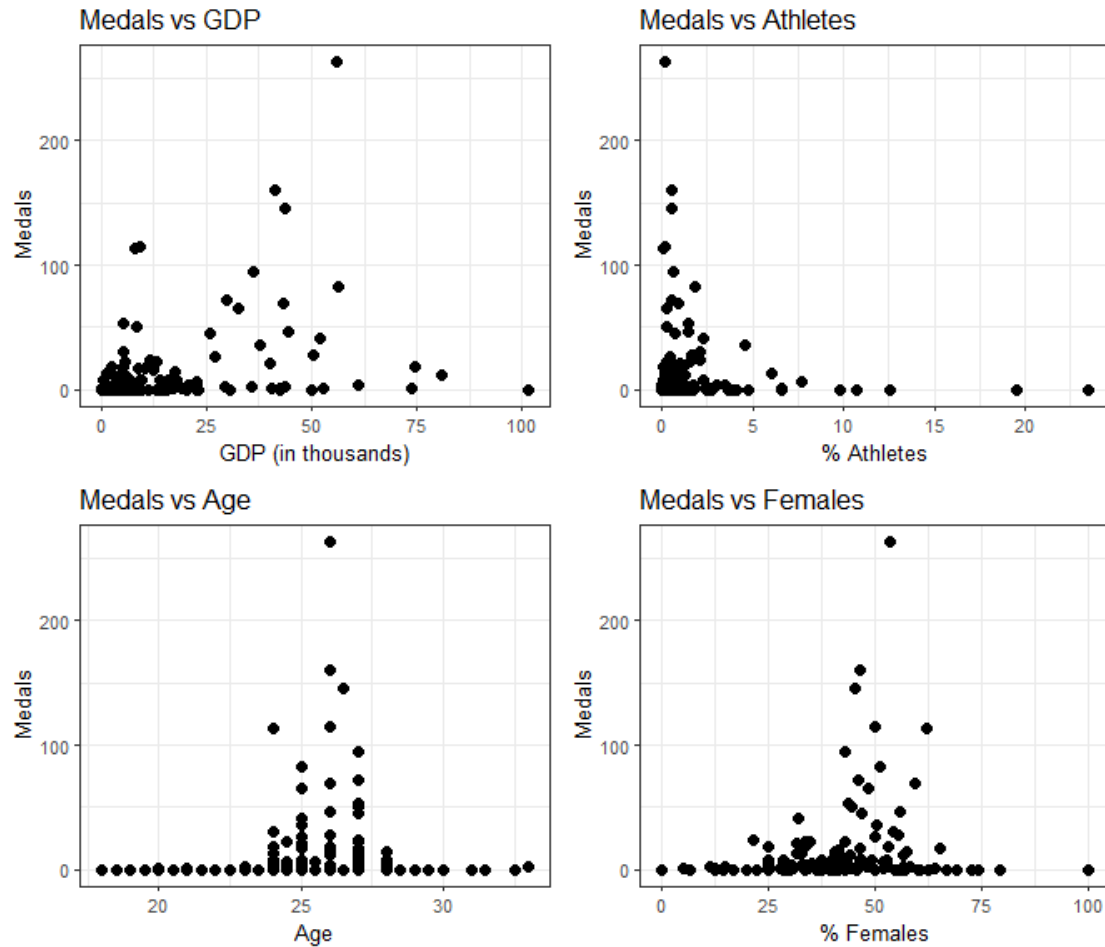 Medals vs GDP
Medals
200
100
0
0 25 50 75 100
GDP (in thousands)
Medals vs Athletes
Medals
200
100
0
0 5 10 15 20
% Athletes
Medals vs Age
Medals
200
100
0
20 25 30
Age
Medals vs Females
Medals
200
100
0
0 25 50 75 100
% Females